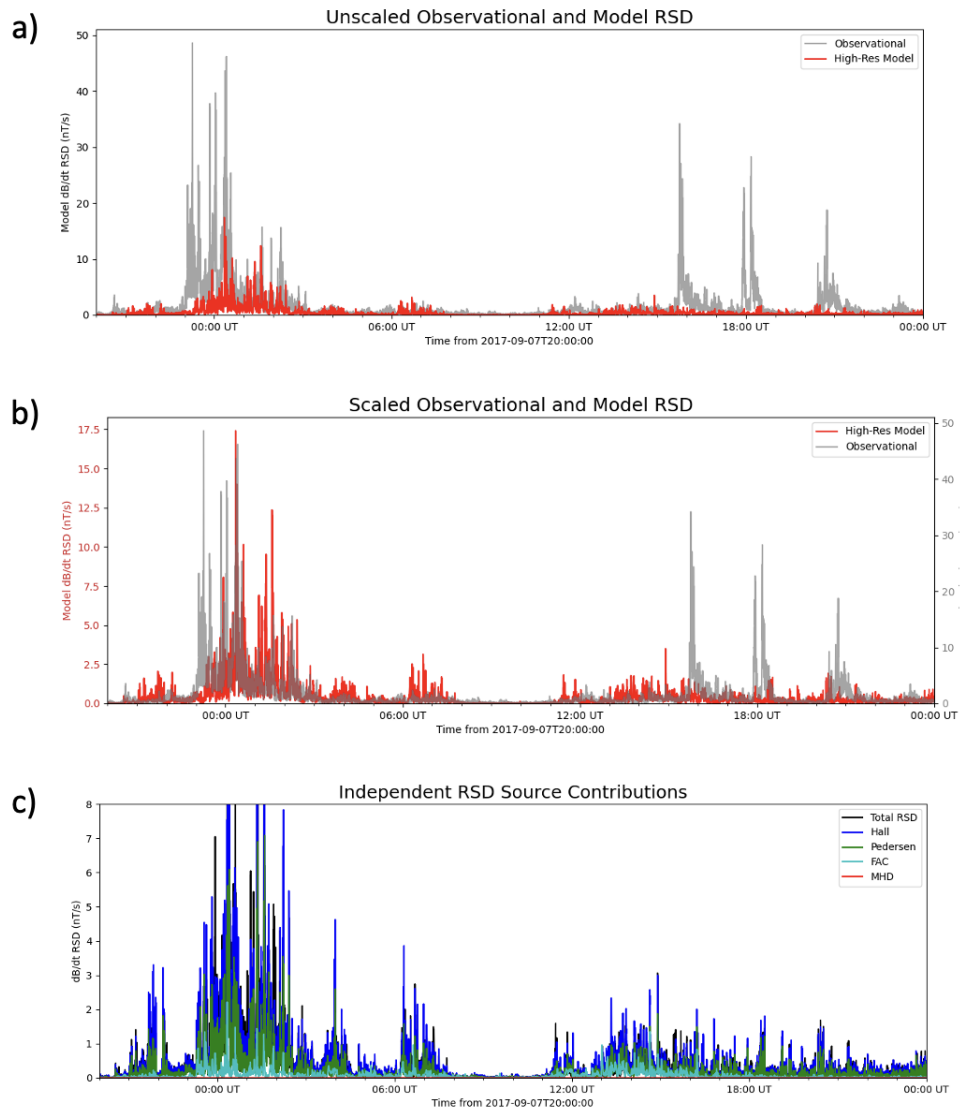 a)
Unscaled Observational and Model RSD
Observational
High-Res Model
Model dB/dt RSD (nT/s)
50
40
30
20
10
0
00:00 UT 06:00 UT 12:00 UT 18:00 UT 00:00 UT
Time from 2017-09-07T20:00:00
b)
Scaled Observational and Model RSD
High-Res Model
Observational
Model dB/dt RSD (nT/s)
17.5
15.0
12.5
10.0
7.5
5.0
2.5
0.0
50
40
30
20
10
0
00:00 UT 06:00 UT 12:00 UT 18:00 UT 00:00 UT
Time from 2017-09-07T20:00:00
c)
Independent RSD Source Contributions
Total RSD
Hall
Pedersen
FAC
MHD
dB/dt RSD (nT/s)
8
7
6
5
4
3
2
1
0
00:00 UT 06:00 UT 12:00 UT 18:00 UT 00:00 UT
Time from 2017-09-07T20:00:00